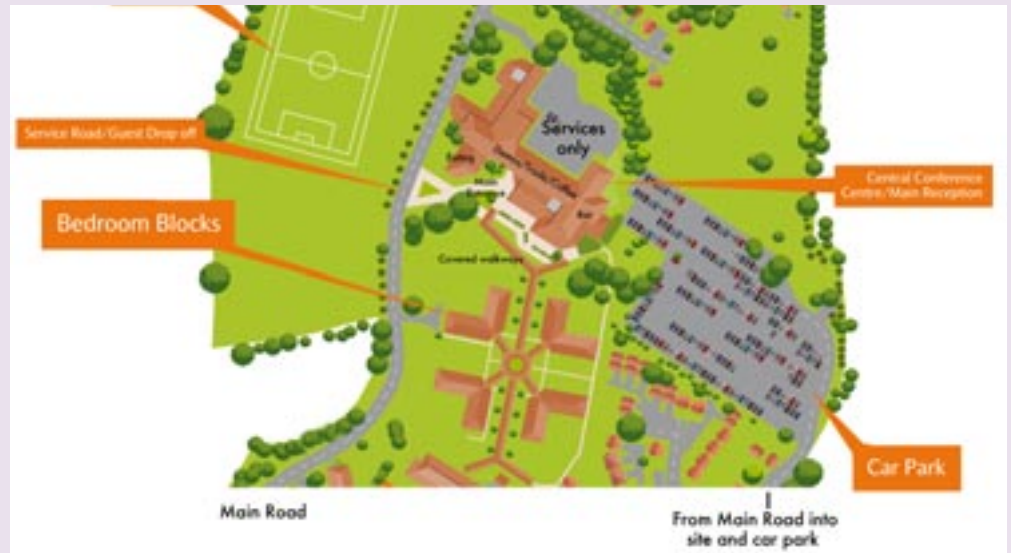 Services
only
Service Road/Guest Drop off
Central Conference
Centre/Main Reception
Main
Bar
Bedroom Blocks
Covered walkways
Car Park
Main Road
From Main Road into
site and car park